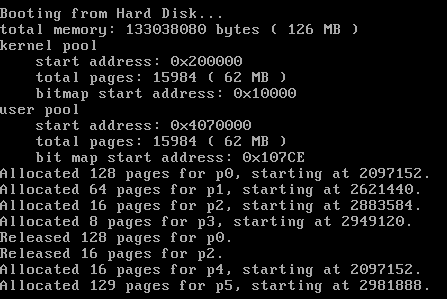 Booting from Hard Disk...
total memory: 133038080 bytes ( 126 MB )
kernel pool
    start address: 0x200000
    total pages: 15984 ( 62 MB )
    bitmap start address: 0x10000
user pool
    start address: 0x4070000
    total pages: 15984 ( 62 MB )
    bit map start address: 0x107CE
Allocated 128 pages for p0, starting at 2097152.
Allocated 64 pages for p1, starting at 2621440.
Allocated 16 pages for p2, starting at 2883584.
Allocated 8 pages for p3, starting at 2949120.
Released 128 pages for p0.
Released 16 pages for p2.
Allocated 16 pages for p4, starting at 2097152.
Allocated 129 pages for p5, starting at 2981888.